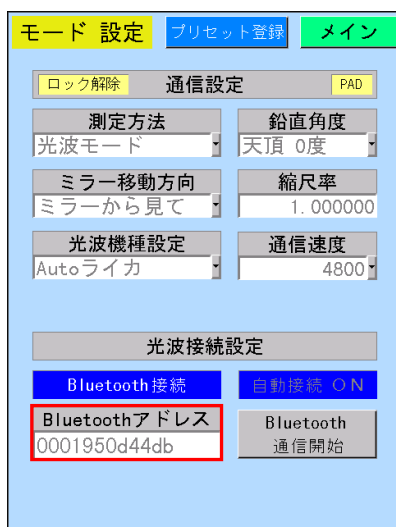 モード 設定 プリセット登録 メイン
ロック解除 通信設定 PAD
測定方法 鉛直角度
光波モード 天頂 0度
ミラー移動方向 縮尺率
ミラーから見て 1.000000
光波機種設定 通信速度
Autoライカ 4800
光波接続設定
Bluetooth接続 自動接続 ON
Bluetoothアドレス Bluetooth
0001950d44db 通信開始